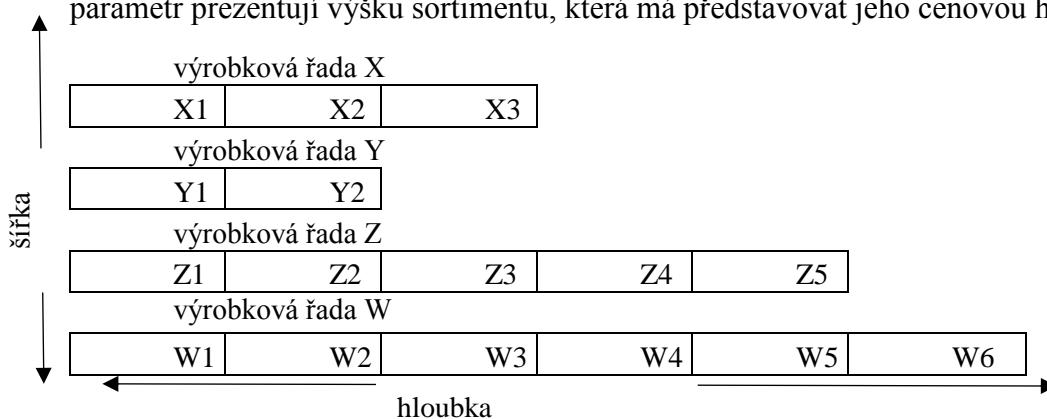 parametr prezentují výšku sortimentu, která má představovat jeho cenovou
výrobková řada X
X1 X2 X3
výrobková řada Y
Y1 Y2
šířka
výrobková řada Z
Z1 Z2 Z3 Z4 Z5
výrobková řada W
W1 W2 W3 W4 W5 W6
hloubka